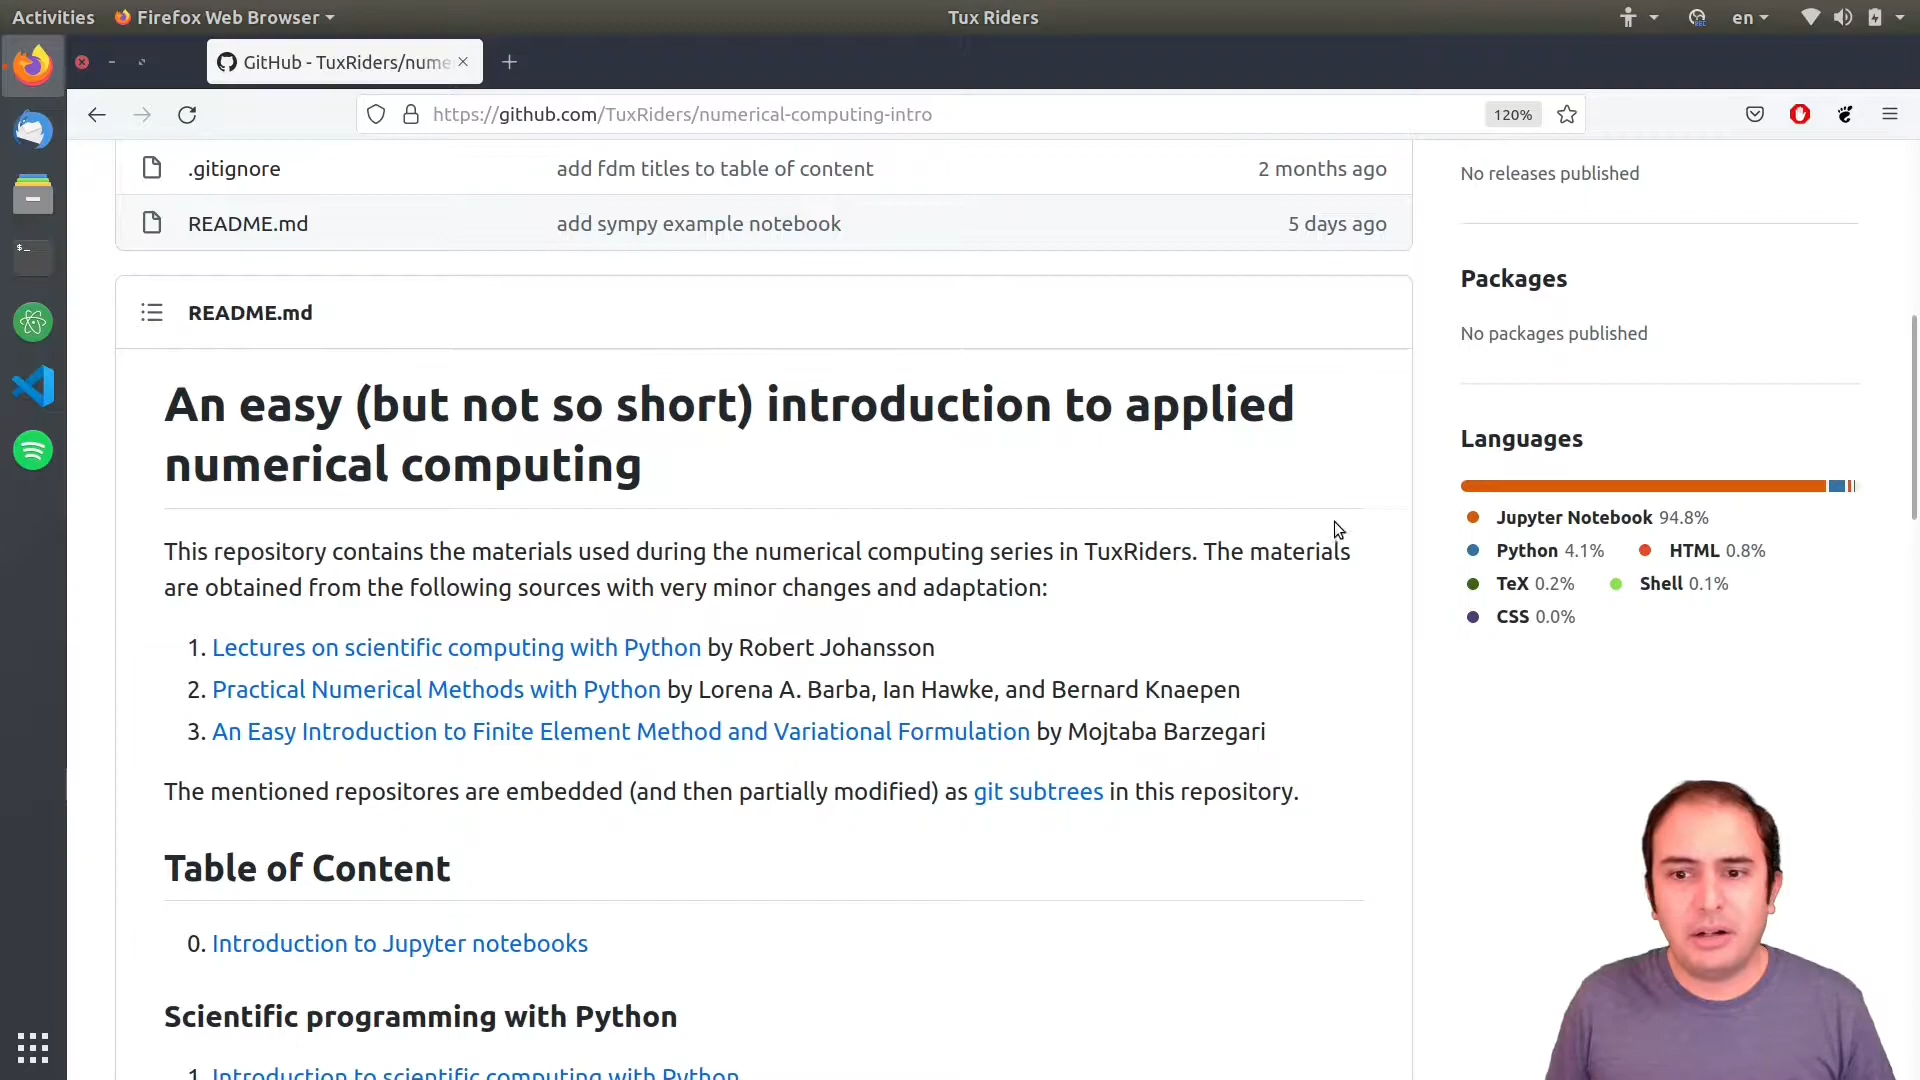 Activities Firefox Web Browser Tux Riders en
GitHub - TuxRiders/nume
https://github.com/TuxRiders/numerical-computing-intro 120%
.gitignore add fdm titles to table of content 2 months ago
README.md add sympy example notebook 5 days ago
README.md
An easy (but not so short) introduction to applied
numerical computing
This repository contains the materials used during the numerical computing series in TuxRiders. The materials
are obtained from the following sources with very minor changes and adaptation:
1. Lectures on scientific computing with Python by Robert Johansson
2. Practical Numerical Methods with Python by Lorena A. Barba, Ian Hawke, and Bernard Knaepen
3. An Easy Introduction to Finite Element Method and Variational Formulation by Mojtaba Barzegari
The mentioned repositores are embedded (and then partially modified) as git subtrees in this repository.
Table of Content
0. Introduction to Jupyter notebooks
Scientific programming with Python
1. Introduction to scientific computing with Python
No releases published
Packages
No packages published
Languages
Jupyter Notebook 94.8%
Python 4.1% HTML 0.8%
TeX 0.2% Shell 0.1%
CSS 0.0%